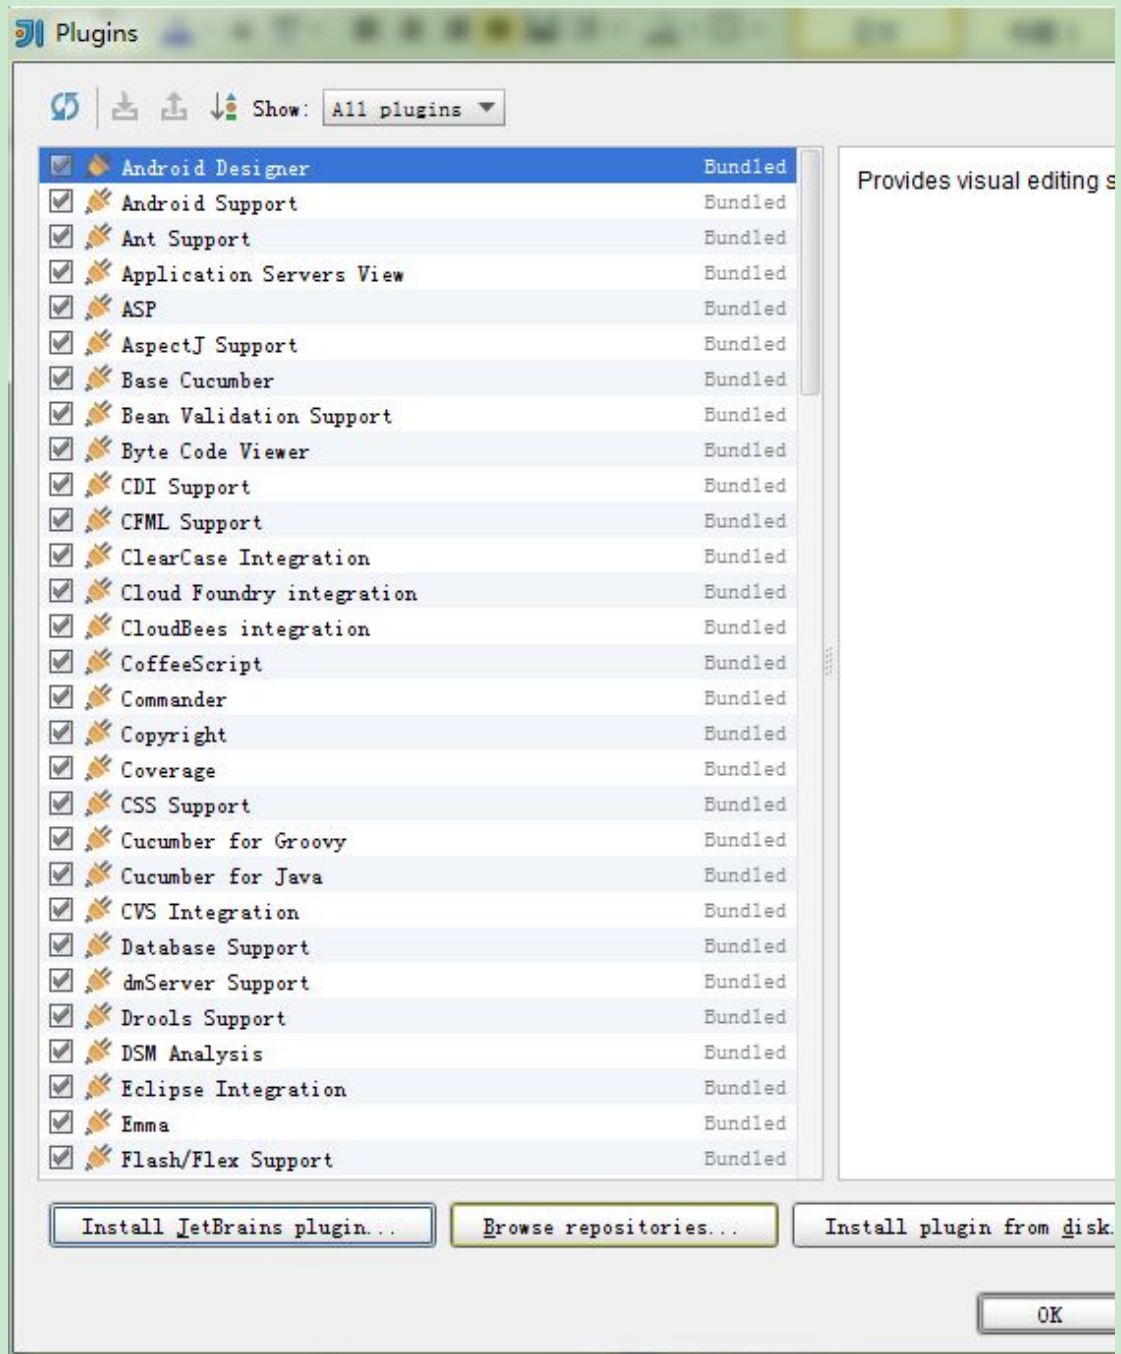 Plugins
Show: All plugins
Android Designer Bundled
Provides visual editing s
Android Support Bundled
Ant Support Bundled
Application Servers View Bundled
ASP Bundled
AspectJ Support Bundled
Base Cucumber Bundled
Bean Validation Support Bundled
Byte Code Viewer Bundled
CDI Support Bundled
CFML Support Bundled
ClearCase Integration Bundled
Cloud Foundry integration Bundled
CloudBees integration Bundled
CoffeeScript Bundled
Commander Bundled
Copyright Bundled
Coverage Bundled
CSS Support Bundled
Cucumber for Groovy Bundled
Cucumber for Java Bundled
CVS Integration Bundled
Database Support Bundled
dmServer Support Bundled
Drools Support Bundled
DSM Analysis Bundled
Eclipse Integration Bundled
Emma Bundled
Flash/Flex Support Bundled
Install JetBrains plugin... Browse repositories... Install plugin from disk.
OK